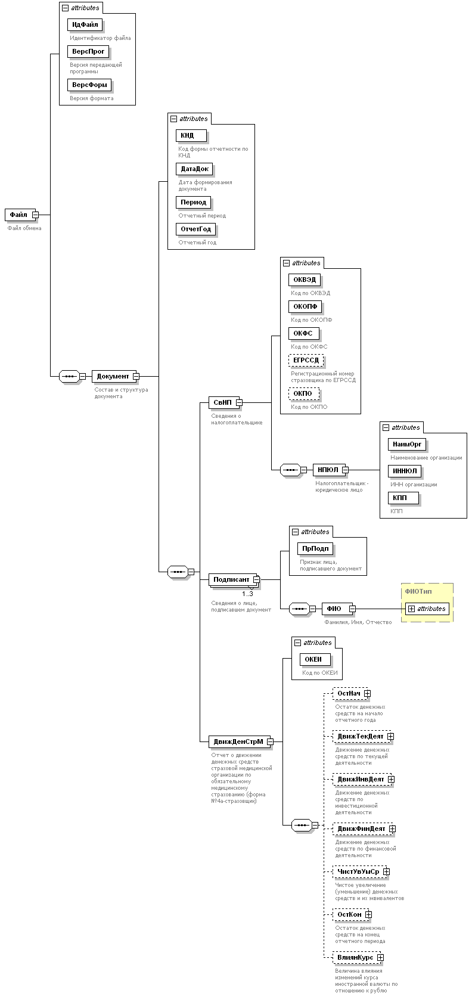 attributes
ИдФайл
Идентификатор файла
ВерсПрог
Версия передающей
программы
ВерсФорм
Версия формата
attributes
КНД
Код формы отчетности по
КНД
ДатаДок
Дата формирования
документа
Период
Отчетный период
ОтчетГод
Отчетный год
Файл
Файл обмена
attributes
ОКВЭД
Код по ОКВЭД
ОКОПФ
Код по ОКОПФ
ОКФС
Код по ОКФС
ЕГРССД
Регистрационный номер
страховщика по ЕГРССД
ОКПО
Код по ОКПО
Документ
Состав и структура
документа
СвНП
Сведения о
налогоплательщике
attributes
НаимОрг
Наименование организации
ИННЮЛ
ИНН организации
КПП
КПП
НПЮЛ
Налогоплательщик -
юридическое лицо
attributes
ПрПодп
Признак лица,
подписавшего документ
Подписант
1..3
Сведения о лице,
подписавшем документ
ФИО
Фамилия, Имя, Отчество
ФИОТип
attributes
attributes
ОКЕИ
Код по ОКЕИ
ДвижДенСтрМ
Отчет о движении
денежных средств
страховой медицинской
организации по
обязательному
медицинскому
страхованию (форма
№4а-страховщик)
ОстНач
Остаток денежных
средств на начало
отчетного года
ДвижТекДеят
Движение денежных
средств по текущей
деятельности
ДвижИнвДеят
Движение денежных
средств по
инвестиционной
деятельности
ДвижФинДеят
Движение денежных
средств по финансовой
деятельности
ЧистУвУмСр
Чистое увеличение
(уменьшение) денежных
средств и их эквивалентов
ОстКон
Остаток денежных
средств на конец
отчетного периода
ВлиянКурс
Величина влияния
изменений курса
иностранной валюты по
отношению к рублю